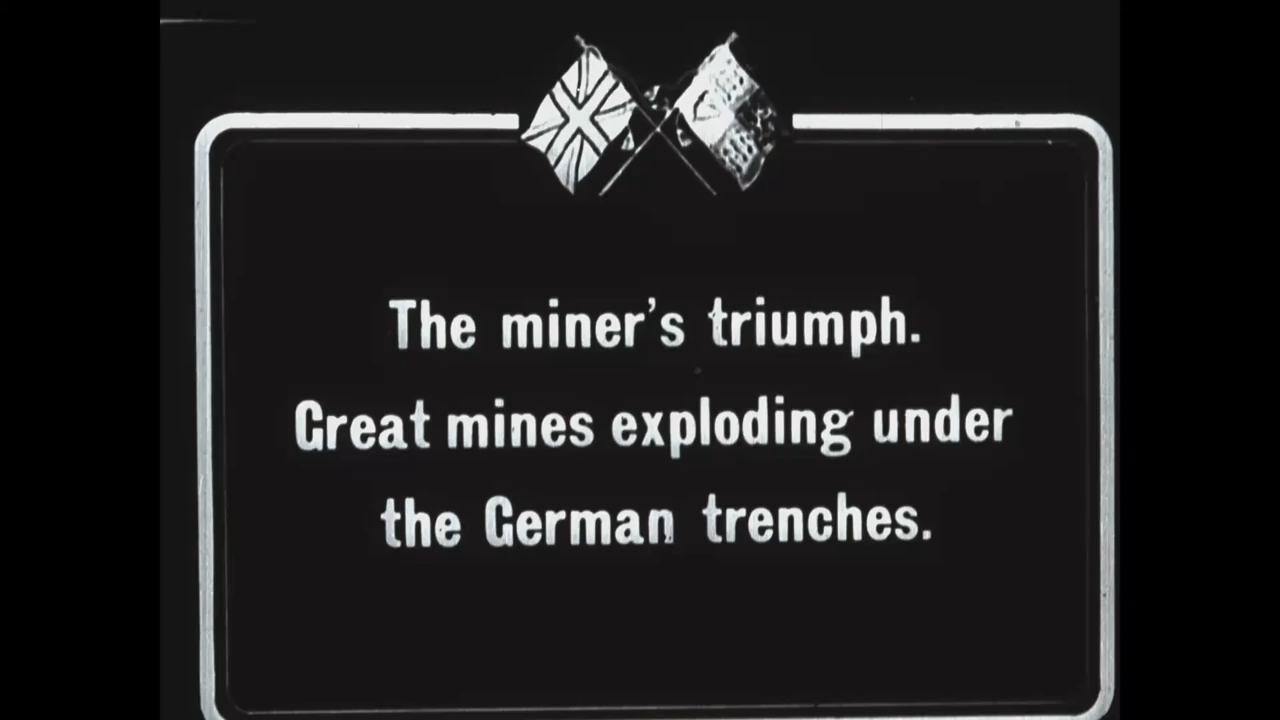 The miner's triumph.
Great mines exploding under
the German trenches.